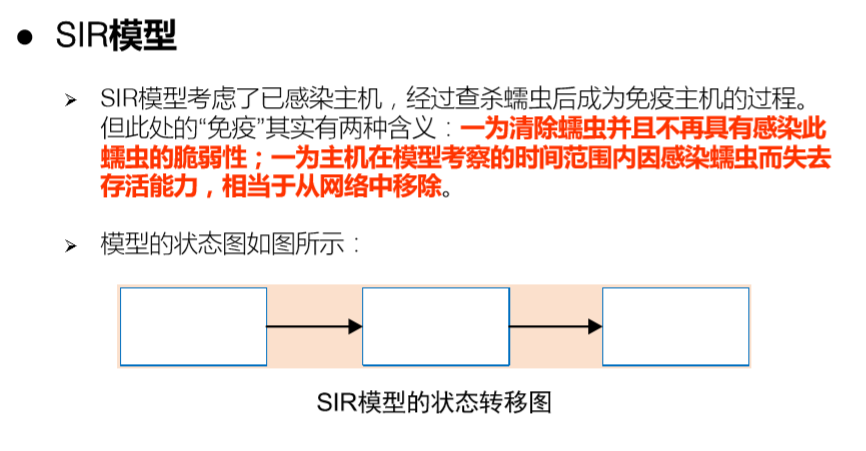 ● SIR模型
➢ SIR模型考虑了已感染主机，经过查杀蠕虫后成为免疫主机的过程。
但此处的“免疫”其实有两种含义：一为清除蠕虫并且不再具有感染此
蠕虫的脆弱性；一为主机在模型考察的时间范围内因感染蠕虫而失去
存活能力，相当于从网络中移除。
➢ 模型的状态图如图所示：
SIR模型的状态转移图